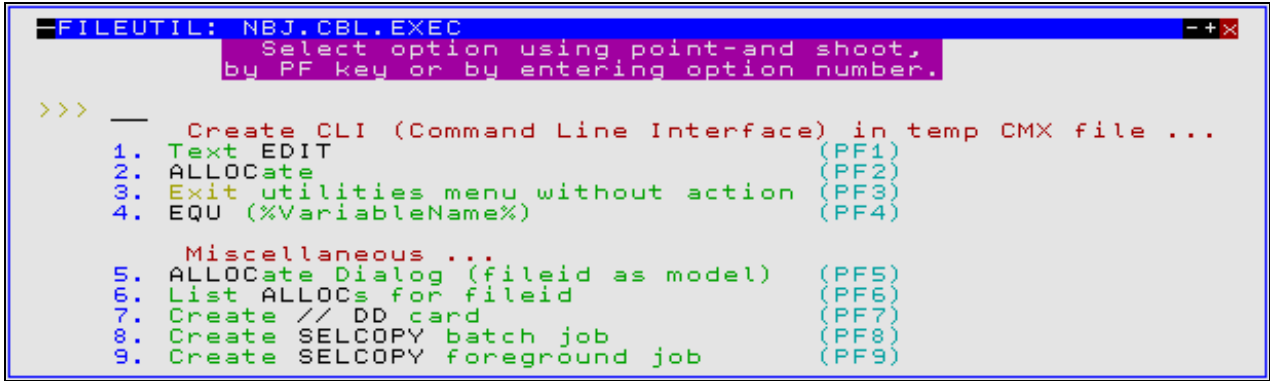 FILEUTIL: NBJ.CBL.EXEC -+×
Select option using point-and shoot,
by PF key or by entering option number.
>>> __
Create CLI (Command Line Interface) in temp CMX file ...
1. Text EDIT (PF1)
2. ALLOCate (PF2)
3. Exit utilities menu without action (PF3)
4. EQU (%VariableName%) (PF4)
Miscellaneous ...
5. ALLOCate Dialog (fileid as model) (PF5)
6. List ALLOCs for fileid (PF6)
7. Create // DD card (PF7)
8. Create SELCOPY batch job (PF8)
9. Create SELCOPY foreground job (PF9)